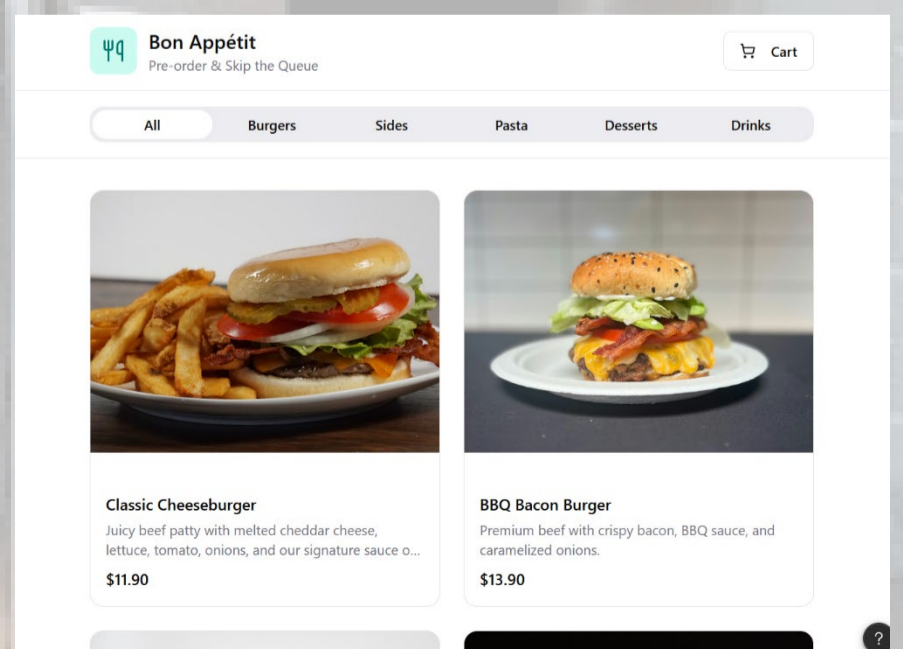 Bon Appétit
Pre-order & Skip the Queue
Cart
All
Burgers
Sides
Pasta
Desserts
Drinks
Classic Cheeseburger
Juicy beef patty with melted cheddar cheese,
lettuce, tomato, onions, and our signature sauce o...
$11.90
BBQ Bacon Burger
Premium beef with crispy bacon, BBQ sauce, and
caramelized onions.
$13.90
?